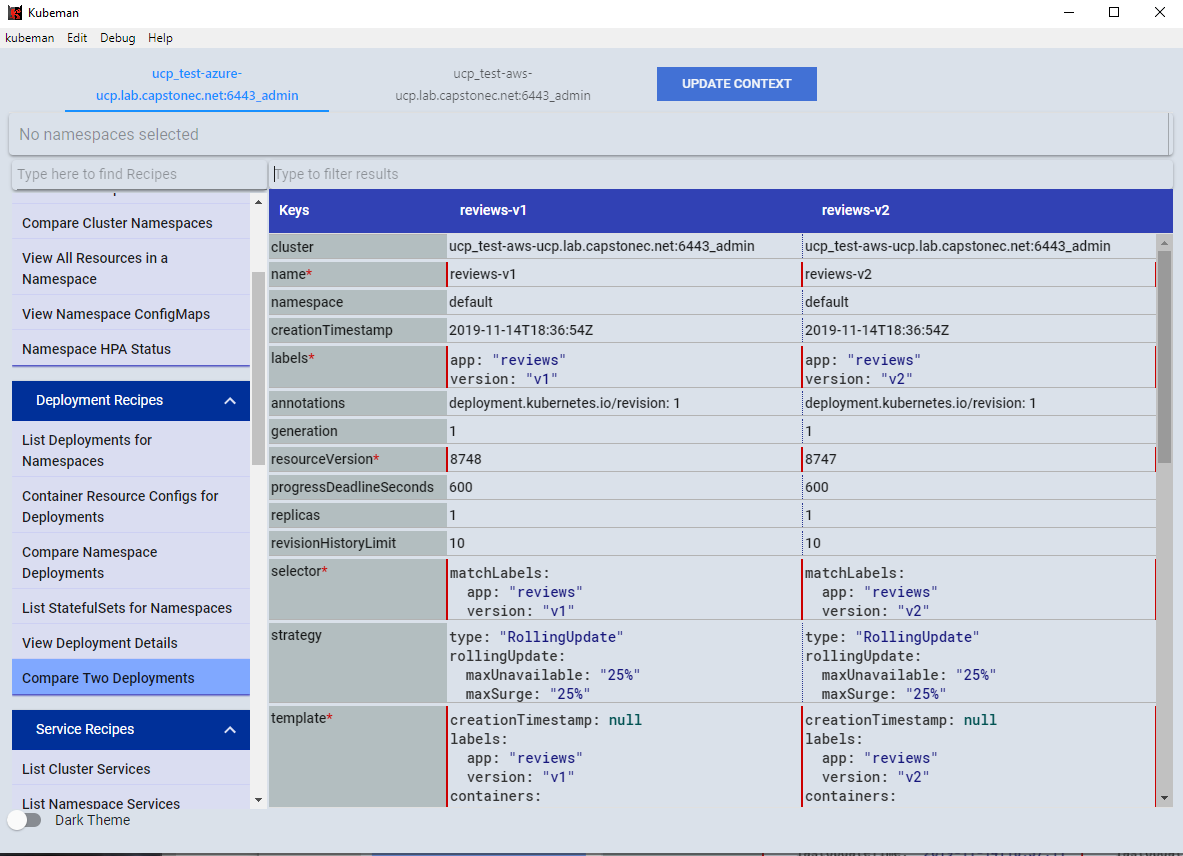 Kubeman
kubeman Edit Debug Help
ucp_test-azure-
ucp.lab.capstonec.net:6443_admin
ucp_test-aws-
ucp.lab.capstonec.net:6443_admin
UPDATE CONTEXT
No namespaces selected
Type here to find Recipes
Type to filter results
Compare Cluster Namespaces
View All Resources in a
Namespace
View Namespace ConfigMaps
Namespace HPA Status
Deployment Recipes
List Deployments for
Namespaces
Container Resource Configs for
Deployments
Compare Namespace
Deployments
List StatefulSets for Namespaces
View Deployment Details
Compare Two Deployments
Service Recipes
List Cluster Services
List Namespace Services
Dark Theme
Keys reviews-v1 reviews-v2
cluster ucp_test-aws-ucp.lab.capstonec.net:6443_admin ucp_test-aws-ucp.lab.capstonec.net:6443_admin
name* reviews-v1 reviews-v2
namespace default default
creationTimestamp 2019-11-14T18:36:54Z 2019-11-14T18:36:54Z
labels* app: "reviews" app: "reviews"
version: "v1" version: "v2"
annotations deployment.kubernetes.io/revision: 1 deployment.kubernetes.io/revision: 1
generation 1 1
resourceVersion* 8748 8747
progressDeadlineSeconds 600 600
replicas 1 1
revisionHistoryLimit 10 10
selector* matchLabels: matchLabels:
app: "reviews" app: "reviews"
version: "v1" version: "v2"
strategy type: "RollingUpdate" type: "RollingUpdate"
rollingUpdate: rollingUpdate:
maxUnavailable: "25%" maxUnavailable: "25%"
maxSurge: "25%" maxSurge: "25%"
template* creationTimestamp: null creationTimestamp: null
labels: labels:
app: "reviews" app: "reviews"
version: "v1" version: "v2"
containers: containers: